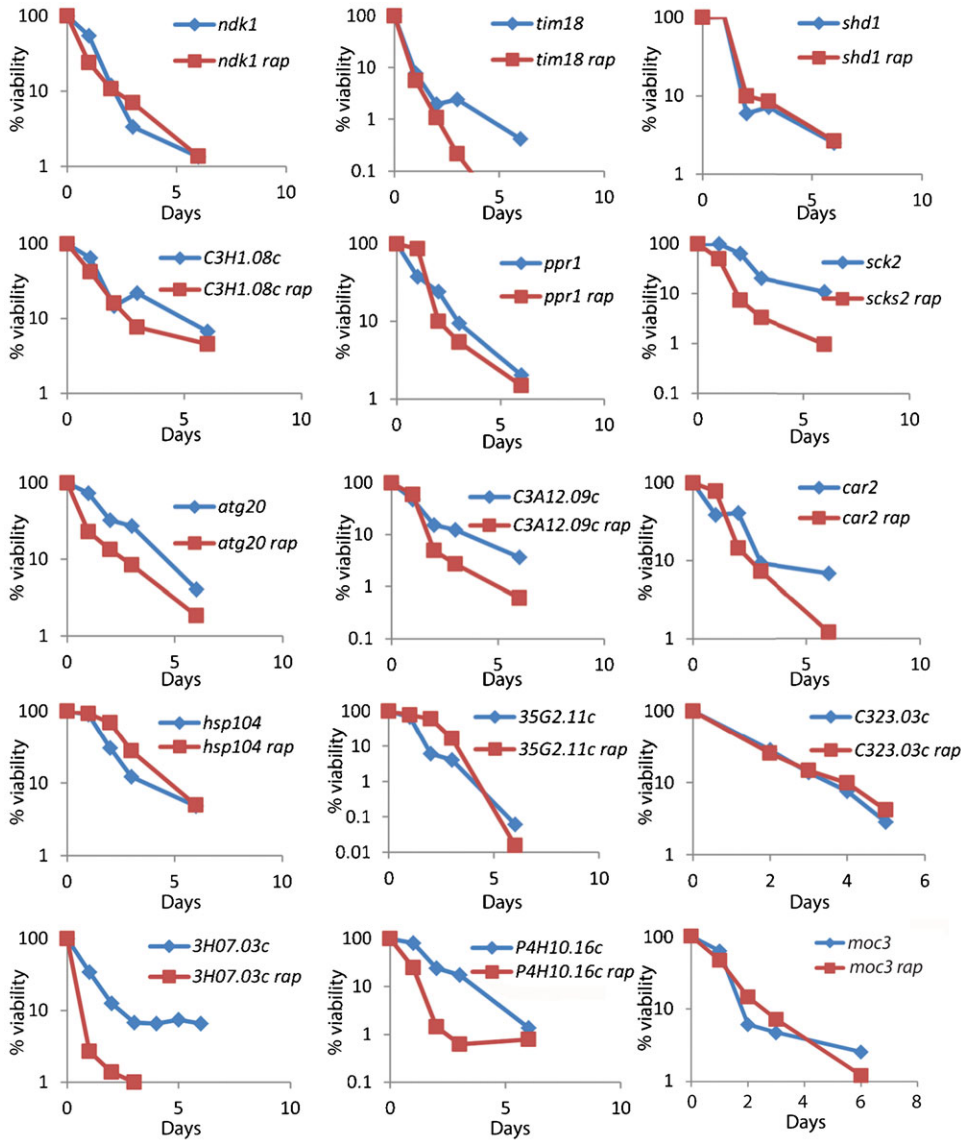 100
10
1
% viability
0
5
10
Days
ndk1
ndk1 rap
100
10
1
0.1
% viability
0
5
10
Days
tim18
tim18 rap
100
10
1
% viability
0
5
10
Days
shd1
shd1 rap
100
10
1
% viability
0
5
10
Days
C3H1.08c
C3H1.08c rap
100
10
1
% viability
0
5
10
Days
ppr1
ppr1 rap
100
10
1
0.1
% viability
0
5
10
Days
sck2
scks2 rap
100
10
1
% viability
0
5
10
Days
atg20
atg20 rap
100
10
1
0.1
% viability
0
5
10
Days
C3A12.09c
C3A12.09c rap
100
10
1
% viability
0
5
10
Days
car2
car2 rap
100
10
1
% viability
0
5
10
Days
hsp104
hsp104 rap
100
10
1
0.1
0.01
% viability
0
5
10
Days
35G2.11c
35G2.11c rap
100
10
1
% viability
0
2
4
6
Days
C323.03c
C323.03c rap
100
10
1
% viability
0
5
10
Days
3H07.03c
3H07.03c rap
100
10
1
0.1
% viability
0
5
10
Days
P4H10.16c
P4H10.16c rap
100
10
1
% viability
0
2
4
6
8
Days
moc3
moc3 rap